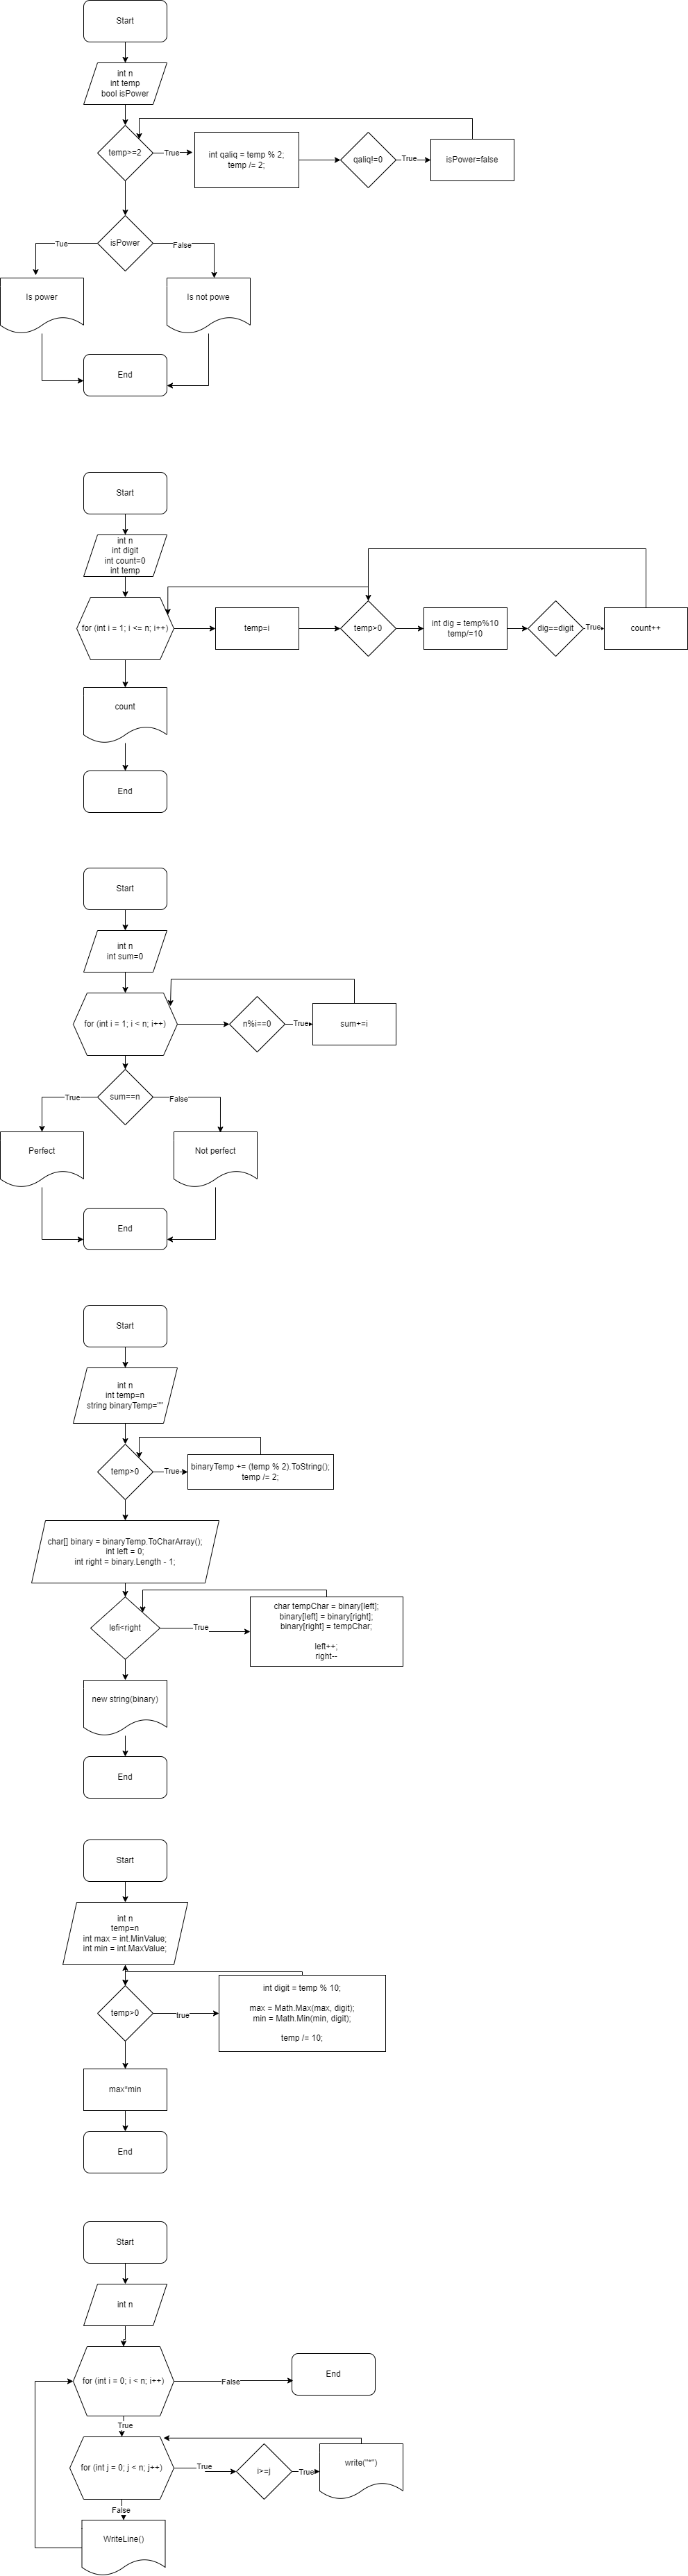 Start
int n
int temp
bool isPower
temp>=2
True
int qaliq = temp % 2;
temp /= 2;
qaliq!=0
True
isPower=false
isPower
Tue
False
Is power
Is not powe
End
Start
int n
int digit
int count=0
int temp
for (int i = 1; i <= n; i++)
temp=i
temp>0
int dig = temp%10
temp/=10
dig==digit
True
count++
count
End
Start
int n
int sum=0
for (int i = 1; i < n; i++)
n%i==0
True
sum+=i
sum==n
True
False
Perfect
Not perfect
End
Start
int n
int temp=n
string binaryTemp=""
temp>0
True
binaryTemp += (temp % 2).ToString();
temp /= 2;
char[] binary = binaryTemp.ToCharArray();
int left = 0;
int right = binary.Length - 1;
lefi<right
True
char tempChar = binary[left];
binary[left] = binary[right];
binary[right] = tempChar;
left++;
right--
new string(binary)
End
Start
int n
temp=n
int max = int.MinValue;
int min = int.MaxValue;
temp>0
true
int digit = temp % 10;
max = Math.Max(max, digit);
min = Math.Min(min, digit);
temp /= 10;
max*min
End
Start
int n
for (int i = 0; i < n; i++)
False
End
True
for (int j = 0; j < n; j++)
True
i>=j
True
write("*")
False
WriteLine()